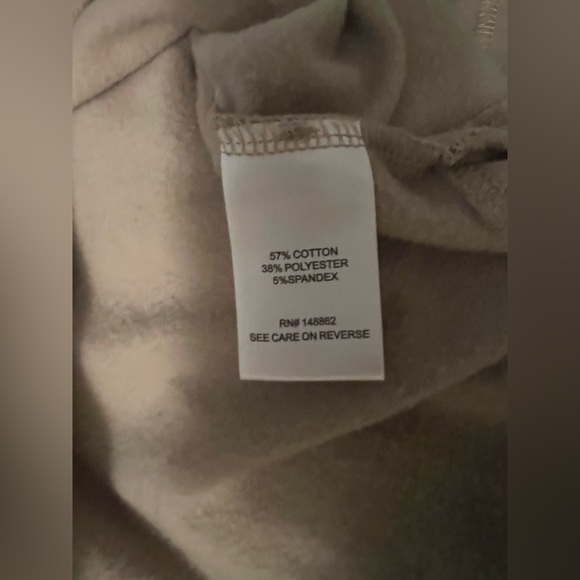 57% COTTON
38% POLYESTER
5%SPANDEX
RN# 148862
SEE CARE ON REVERSE